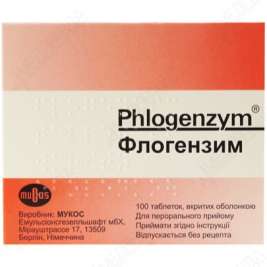 Phlogenzym®
Флогензим
mucos
100 таблеток, вкритих оболонкою
Для перорального прийому
Приймати згідно інструкції
Відпускається без рецепта
Виробник: МУКОС
Емульсіонсгезелльшафт мбХ,
Мірауштрассе 17, 13509
Берлін, Німеччина